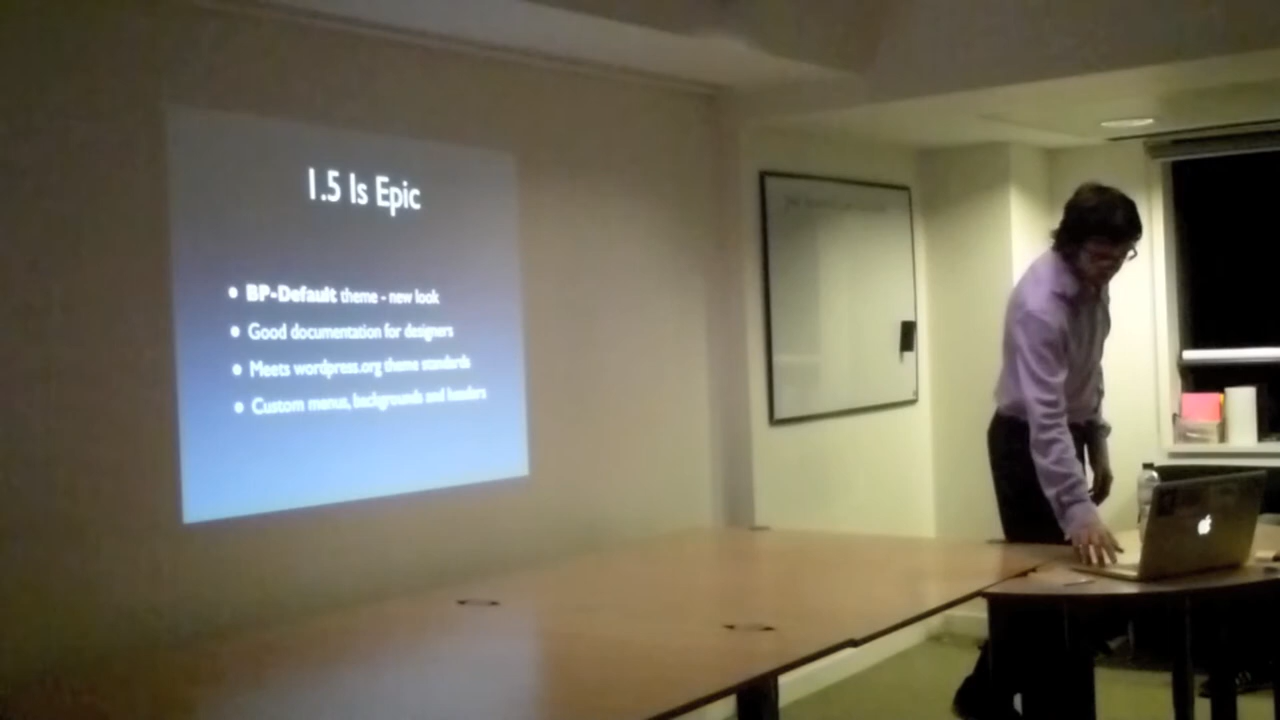 1.5 Is Epic
• BP-Default theme - new look
• Good documentation for designers
• Meets wordpress.org theme standards
• Custom menus, backgrounds and headers